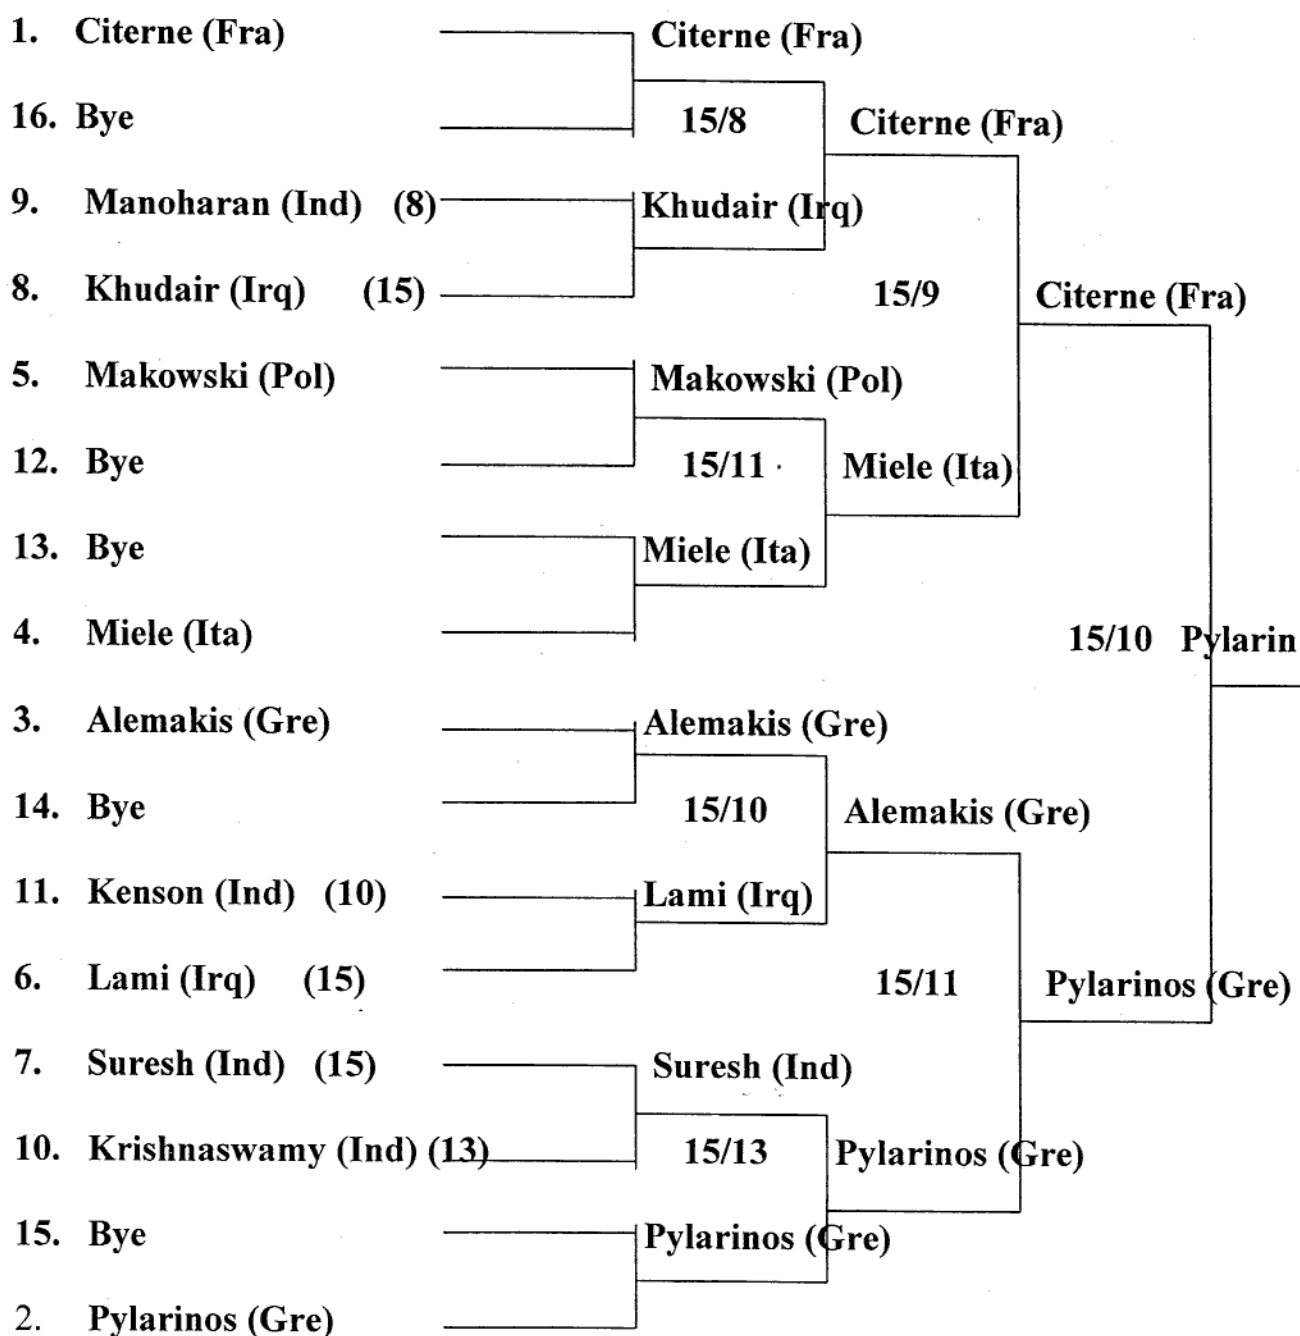 1. Citerne (Fra)
Citerne (Fra)
16. Bye
15/8
Citerne (Fra)
9. Manoharan (Ind) (8)
Khudair (Irq)
8. Khudair (Irq) (15)
15/9
Citerne (Fra)
5. Makowski (Pol)
Makowski (Pol)
12. Bye
15/11
Miele (Ita)
13. Bye
Miele (Ita)
4. Miele (Ita)
15/10 Pylarin
3. Alemakis (Gre)
Alemakis (Gre)
14. Bye
15/10
Alemakis (Gre)
11. Kenson (Ind) (10)
Lami (Irq)
6. Lami (Irq) (15)
15/11
Pylarinos (Gre)
7. Suresh (Ind) (15)
Suresh (Ind)
10. Krishnaswamy (Ind) (13)
15/13
Pylarinos (Gre)
15. Bye
Pylarinos (Gre)
2. Pylarinos (Gre)